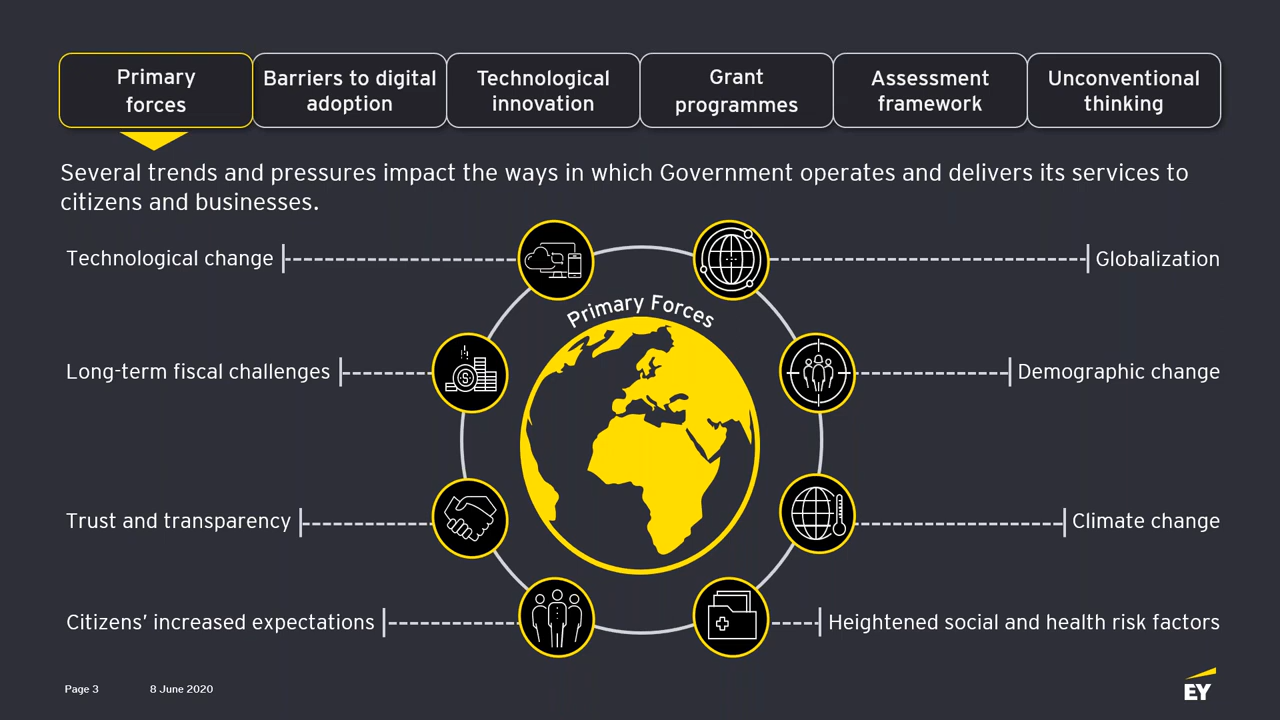 Primary
forces
Barriers to digital
adoption
Technological
innovation
Grant
programmes
Assessment
framework
Unconventional
thinking
Several trends and pressures impact the ways in which Government operates and delivers its services to
citizens and businesses.
Technological change
Globalization
Primary Forces
Long-term fiscal challenges
Demographic change
Trust and transparency
Climate change
Citizens’ increased expectations
Heightened social and health risk factors
Page 3
8 June 2020
EY